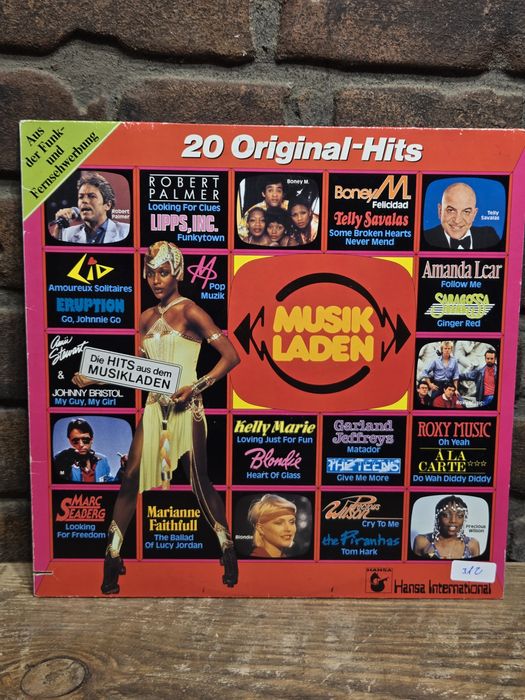 Aus
der Funk-
und
Fernsehwerbung
20 Original-Hits
Robert
Palmer
ROBERT
PALMER
Looking For Clues
LIPPS, INC.
Funkytown
Boney M.
Boney M.
Felicidad
Telly Savalas
Some Broken Hearts
Never Mend
Telly
Savalas
Lio
Amoureux Solitaires
ERUPTION
Go, Johnnie Go
M
Pop
Muzik
MUSIK
LADEN
Amanda Lear
Follow Me
SARAGOSSA
Ginger Red
Amii
Stewart
&
JOHNNY BRISTOL
My Guy, My Girl
Die HITS aus dem
MUSIKLADEN
M
Kelly Marie
Loving Just For Fun
Blondie
Heart Of Glass
Garland
Jeffreys
Matador
THE TEENS
Give Me More
ROXY MUSIC
Oh Yeah
À LA
CARTE
Do Wah Diddy Diddy
MARC
SEABERG
Looking
For Freedom
Marianne
Faithfull
The Ballad
Of Lucy Jordan
Blondie
Precious
Wilson
Cry To Me
the Piranhas
Tom Hark
Precious
Wilson
HANSA
Hansa International